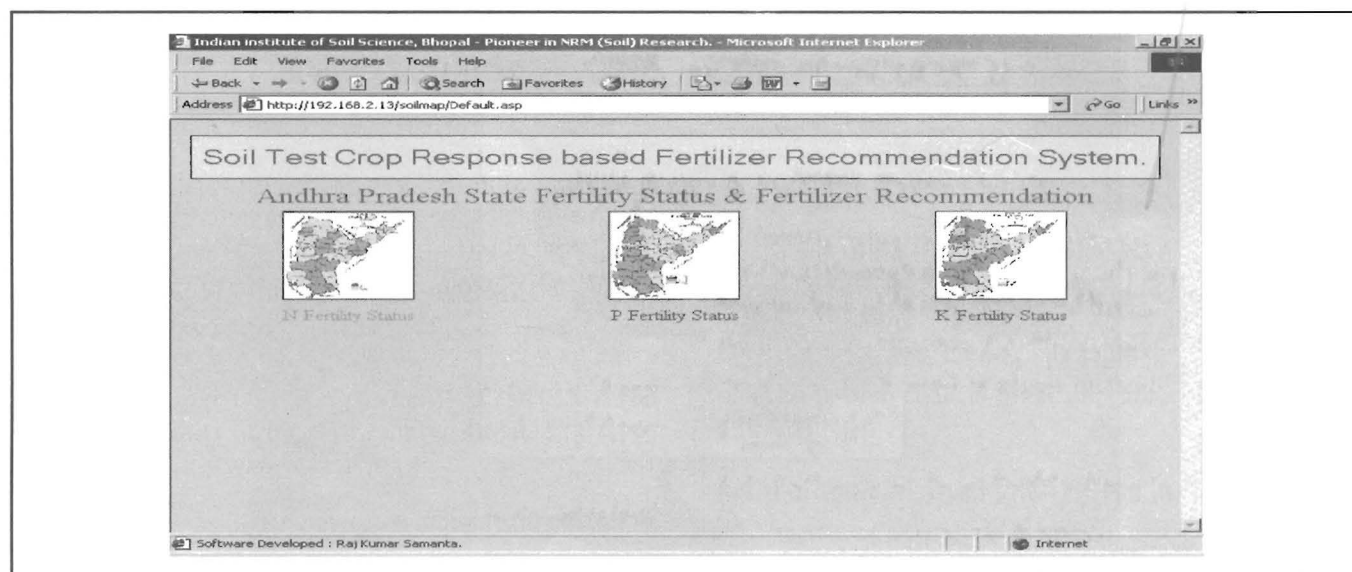 Indian institute of Soil Science, Bhopal - Pioneer in NRM (Soil) Research. - Microsoft Internet Explorer
File Edit View Favorites Tools Help
Back Search Favorites History
Address http://192.168.2.13/soilmap/Default.asp Go Links »
Soil Test Crop Response based Fertilizer Recommendation System.
Andhra Pradesh State Fertility Status & Fertilizer Recommendation
N Fertility Status P Fertility Status K Fertility Status
Software Developed : Raj Kumar Samanta. Internet